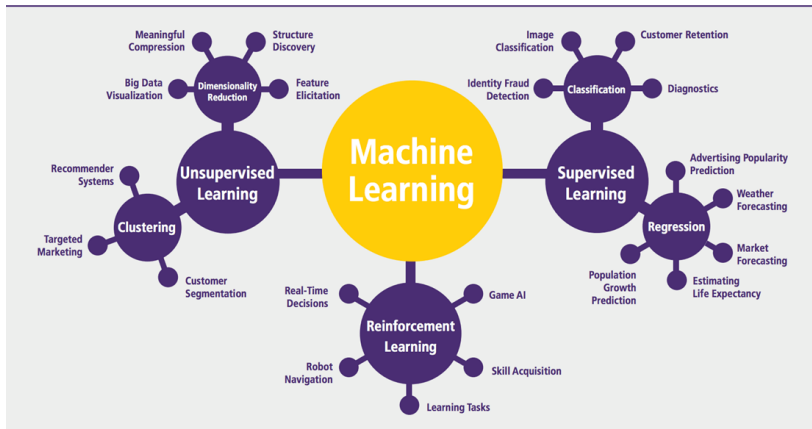 Machine
Learning
Unsupervised
Learning
Dimensionality
Reduction
Meaningful
Compression
Structure
Discovery
Big Data
Visualization
Feature
Elicitation
Clustering
Recommender
Systems
Targeted
Marketing
Customer
Segmentation
Supervised
Learning
Classification
Image
Classification
Customer Retention
Identity Fraud
Detection
Diagnostics
Regression
Advertising Popularity
Prediction
Weather
Forecasting
Market
Forecasting
Population
Growth
Prediction
Estimating
Life Expectancy
Reinforcement
Learning
Real-Time
Decisions
Game AI
Robot
Navigation
Skill Acquisition
Learning Tasks